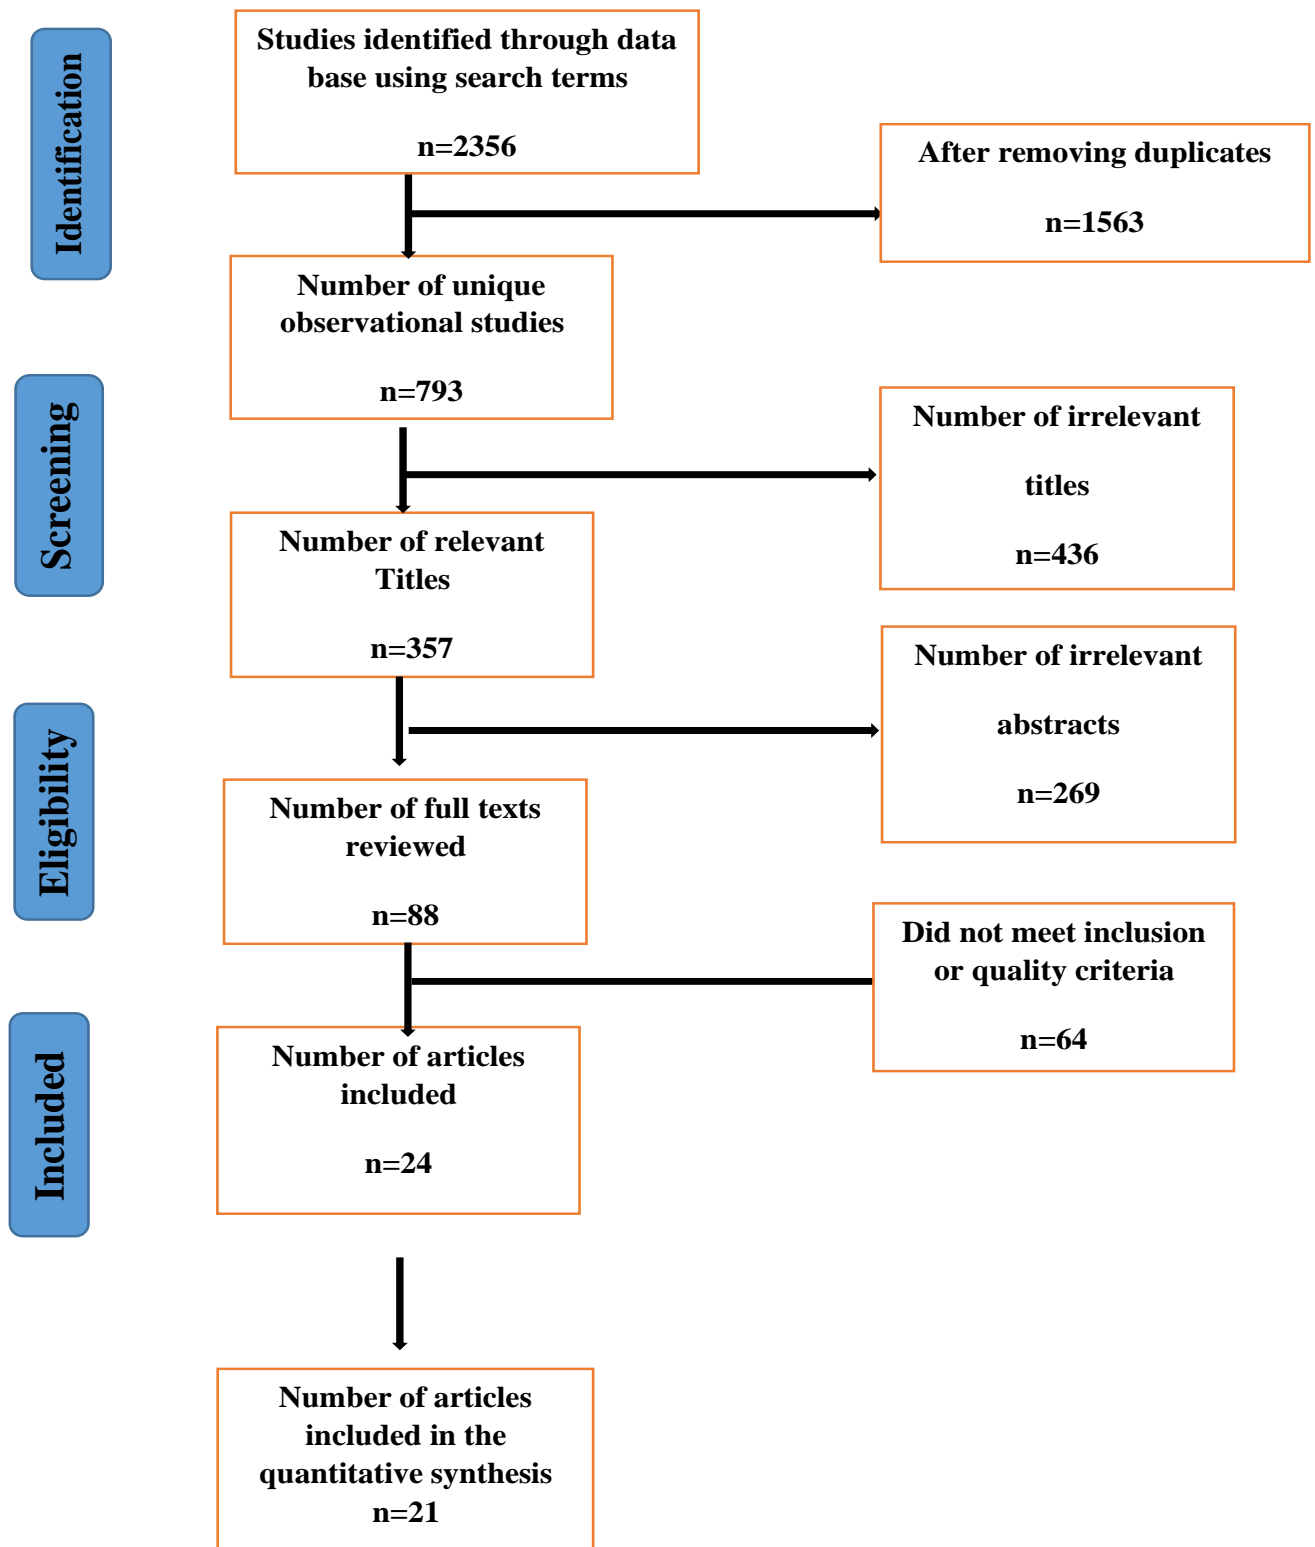 Identification
Studies identified through data
base using search terms
n=2356
After removing duplicates
n=1563
Number of unique
observational studies
n=793
Screening
Number of irrelevant
titles
n=436
Number of relevant
Titles
n=357
Number of irrelevant
abstracts
n=269
Eligibility
Number of full texts
reviewed
n=88
Did not meet inclusion
or quality criteria
n=64
Included
Number of articles
included
n=24
Number of articles
included in the
quantitative synthesis
n=21